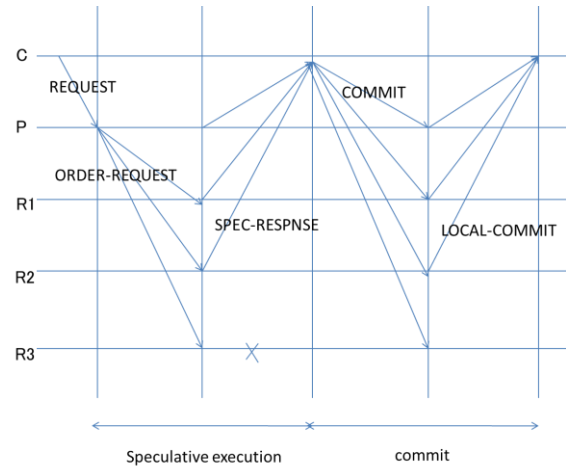 C
REQUEST
COMMIT
P
ORDER-REQUEST
R1
SPEC-RESPNSE
LOCAL-COMMIT
R2
R3
Speculative execution
commit